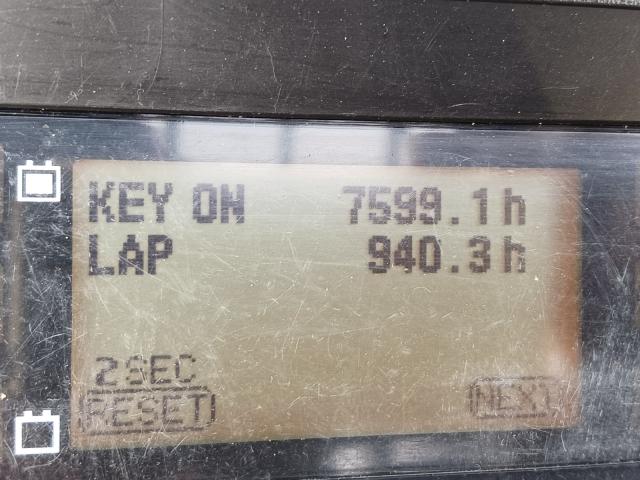 KEY ON 7599.1h
LAP 940.3h
2SEC
RESET NEXT